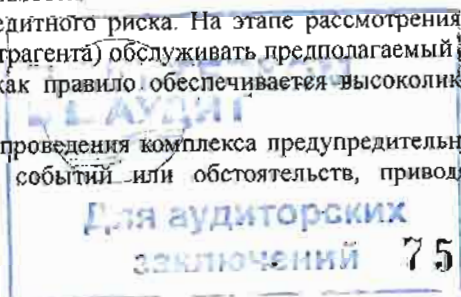 едитного риска. На этапе рассмотрения
трагента) обслуживать предполагаемый
как правило обеспечивается высоколик
АУДИТ
проведения комплекса предупредительн
событий или обстоятельств, привод
Для аудиторских
заключений 75